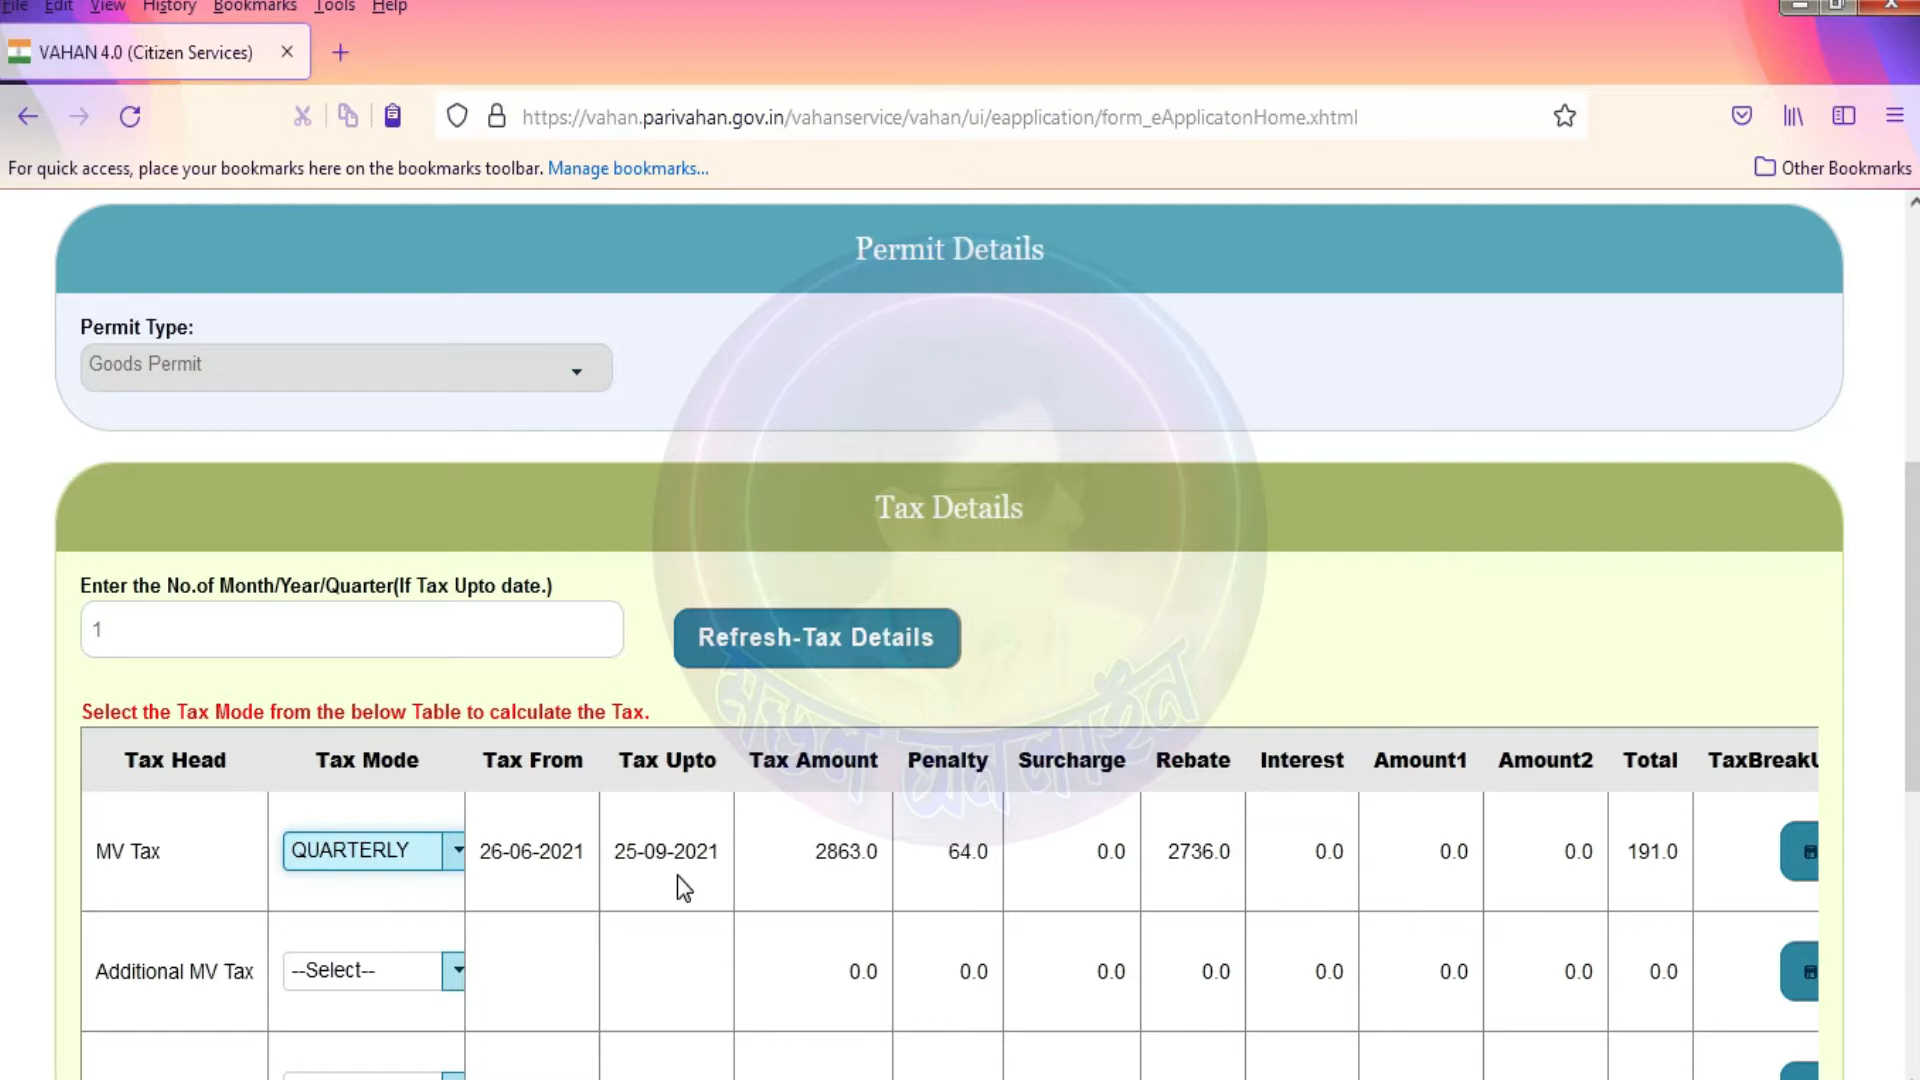 File Edit View History Bookmarks Tools Help
VAHAN 4.0 (Citizen Services)
https://vahan.parivahan.gov.in/vahanservice/vahan/ui/eapplication/form_eApplicatonHome.xhtml
For quick access, place your bookmarks here on the bookmarks toolbar. Manage bookmarks...
Other Bookmarks
Permit Details
Permit Type:
Goods Permit
Tax Details
Enter the No.of Month/Year/Quarter(If Tax Upto date.)
1
Refresh-Tax Details
Select the Tax Mode from the below Table to calculate the Tax.
Tax Head Tax Mode Tax From Tax Upto Tax Amount Penalty Surcharge Rebate Interest Amount1 Amount2 Total TaxBreakU
MV Tax QUARTERLY 26-06-2021 25-09-2021 2863.0 64.0 0.0 2736.0 0.0 0.0 0.0 191.0
Additional MV Tax --Select-- 0.0 0.0 0.0 0.0 0.0 0.0 0.0 0.0